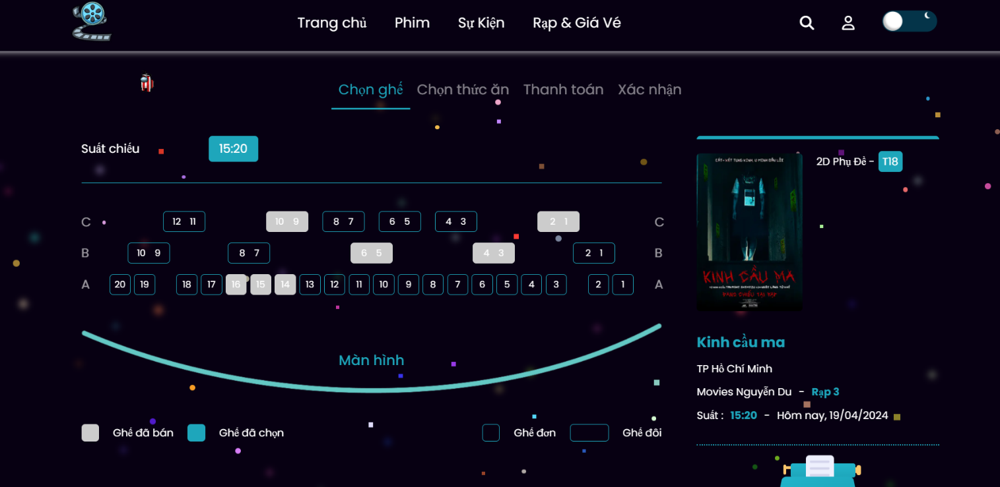 Trang chủ Phim Sự Kiện Rạp & Giá Vé
Chọn ghế Chọn thức ăn Thanh toán Xác nhận
Suất chiếu 15:20
C 12 11 10 9 8 7 6 5 4 3 2 1 C
B 10 9 8 7 6 5 4 3 2 1 B
A 20 19 18 17 16 15 14 13 12 11 10 9 8 7 6 5 4 3 2 1 A
Màn hình
Ghế đã bán Ghế đã chọn Ghế đơn Ghế đôi
2D Phụ Đề - T18
KINH CẦU MA
ĐANG CHIẾU TẠI RẠP
Kinh cầu ma
TP Hồ Chí Minh
Movies Nguyễn Du - Rạp 3
Suất : 15:20 - Hôm nay, 19/04/2024